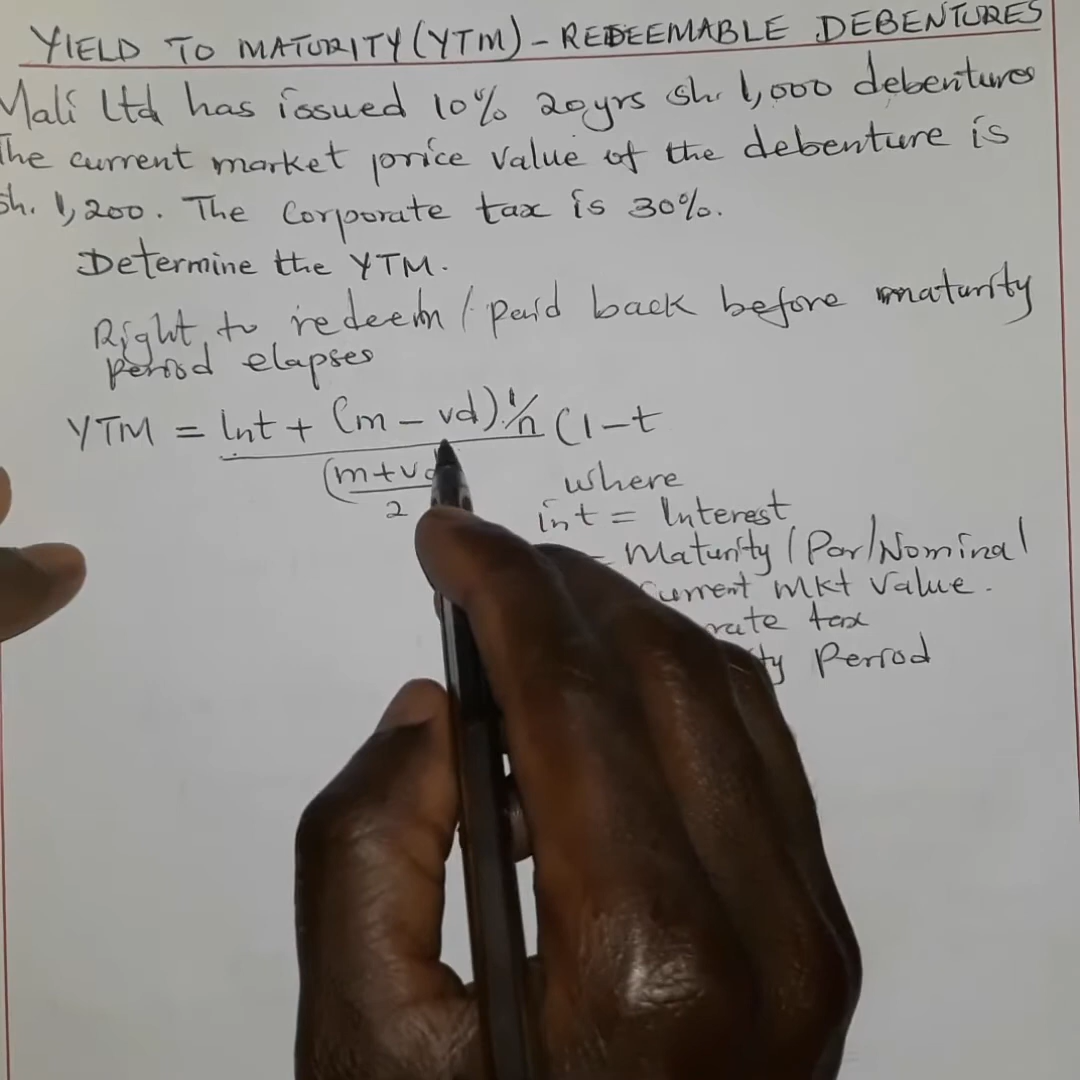 YIELD TO MATURITY (YTM) - REDEEMABLE DEBENTURES
Mali Ltd has issued 10% 20yrs sh. 1,000 debentures
The current market price value of the debenture is
sh. 1,200. The corporate tax is 30%.
Determine the YTM.
Right to redeem / paid back before maturity
period elapses
YTM = Int + (m - vd) 1/n (1-t
(m+vd
2
where
int = Interest
= Maturity / Par/Nominal
current mkt value.
rate tax
ty Period